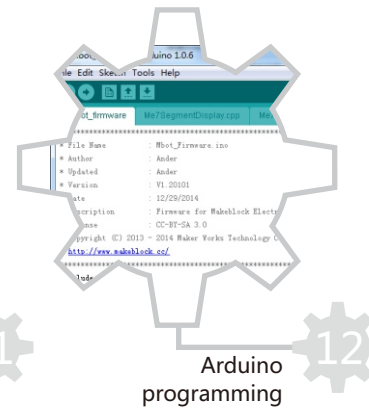 uino 1.0.6
Edit Sketch Tools Help
ot_firmware Me7SegmentDisplay.cpp Me
* File Name : Mbot_Firmware.ino
* Author : Ander
* Updated : Ander
* Version : V1.20101
ate : 12/29/2014
scription : Firmware for Makeblock Electr
ense : CC-BY-SA 3.0
opyright (C) 2013 - 2014 Maker Works Technology C
http://www.makeblock.cc/
lude
Arduino
programming
12